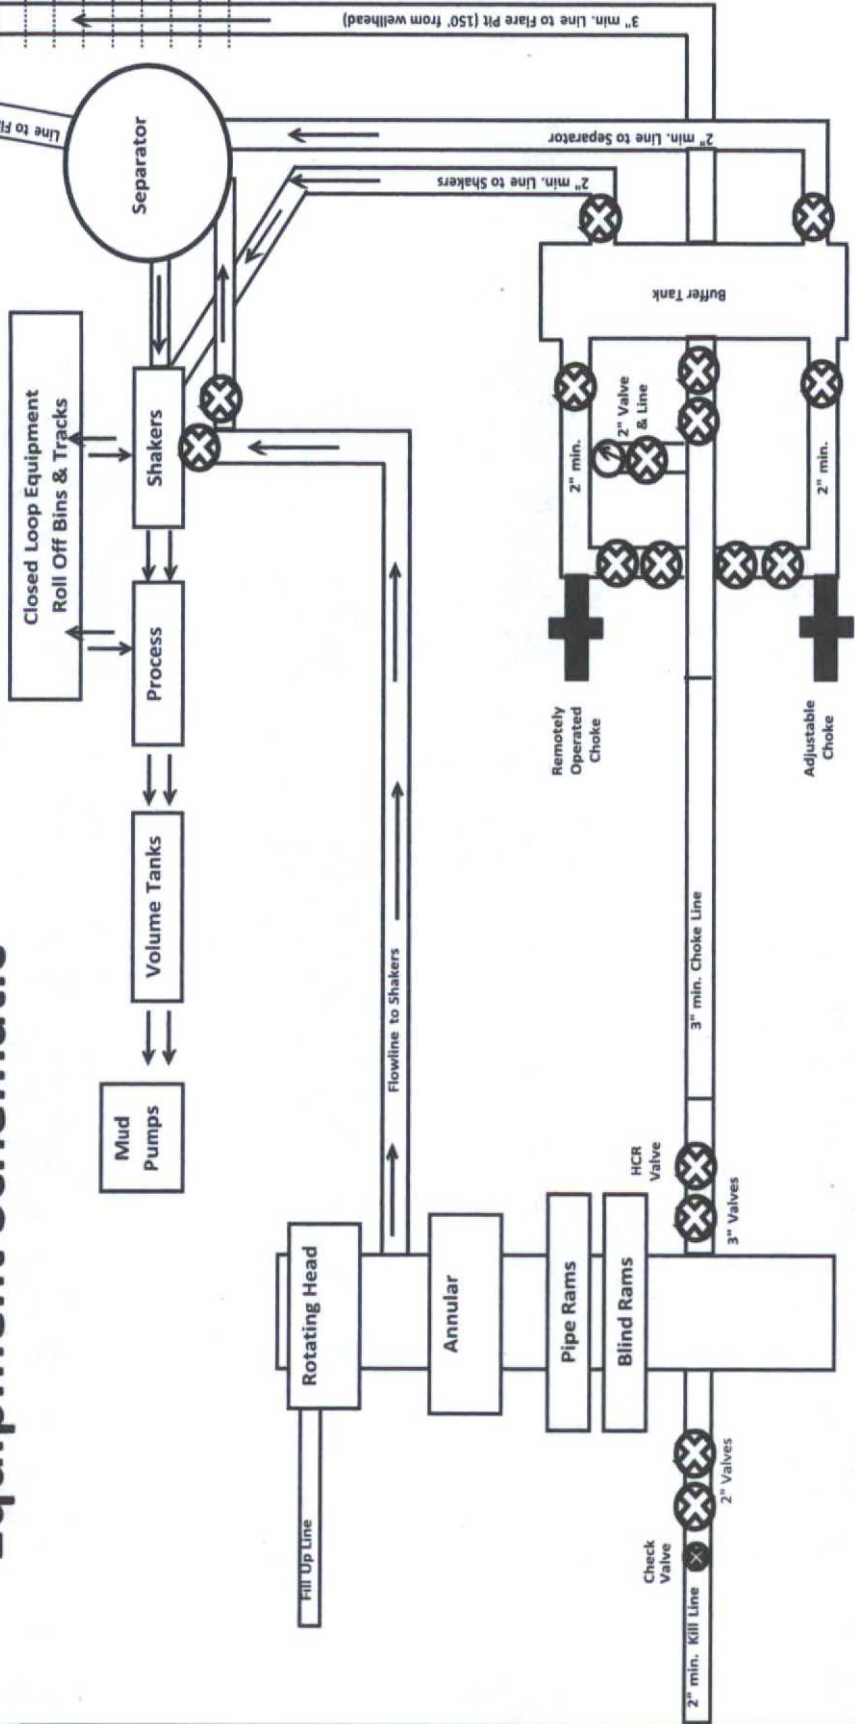 3" min. Line to Flare Pit (150' from wellhead)
Separator
2" min. Line to Separator
2" min. Line to Shakers
Closed Loop Equipment
Roll Off Bins & Tracks
Shakers
Process
Volume Tanks
Mud
Pumps
Buffer Tank
2" Valve
& Line
2" min.
2" min.
Remotely
Operated
Choke
Adjustable
Choke
Flowline to Shakers
3" min. Choke Line
HCR
Valve
3" Valves
Rotating Head
Annular
Pipe Rams
Blind Rams
Fill Up Line
Check
Valve
2" Valves
2" min. Kill Line
Line to